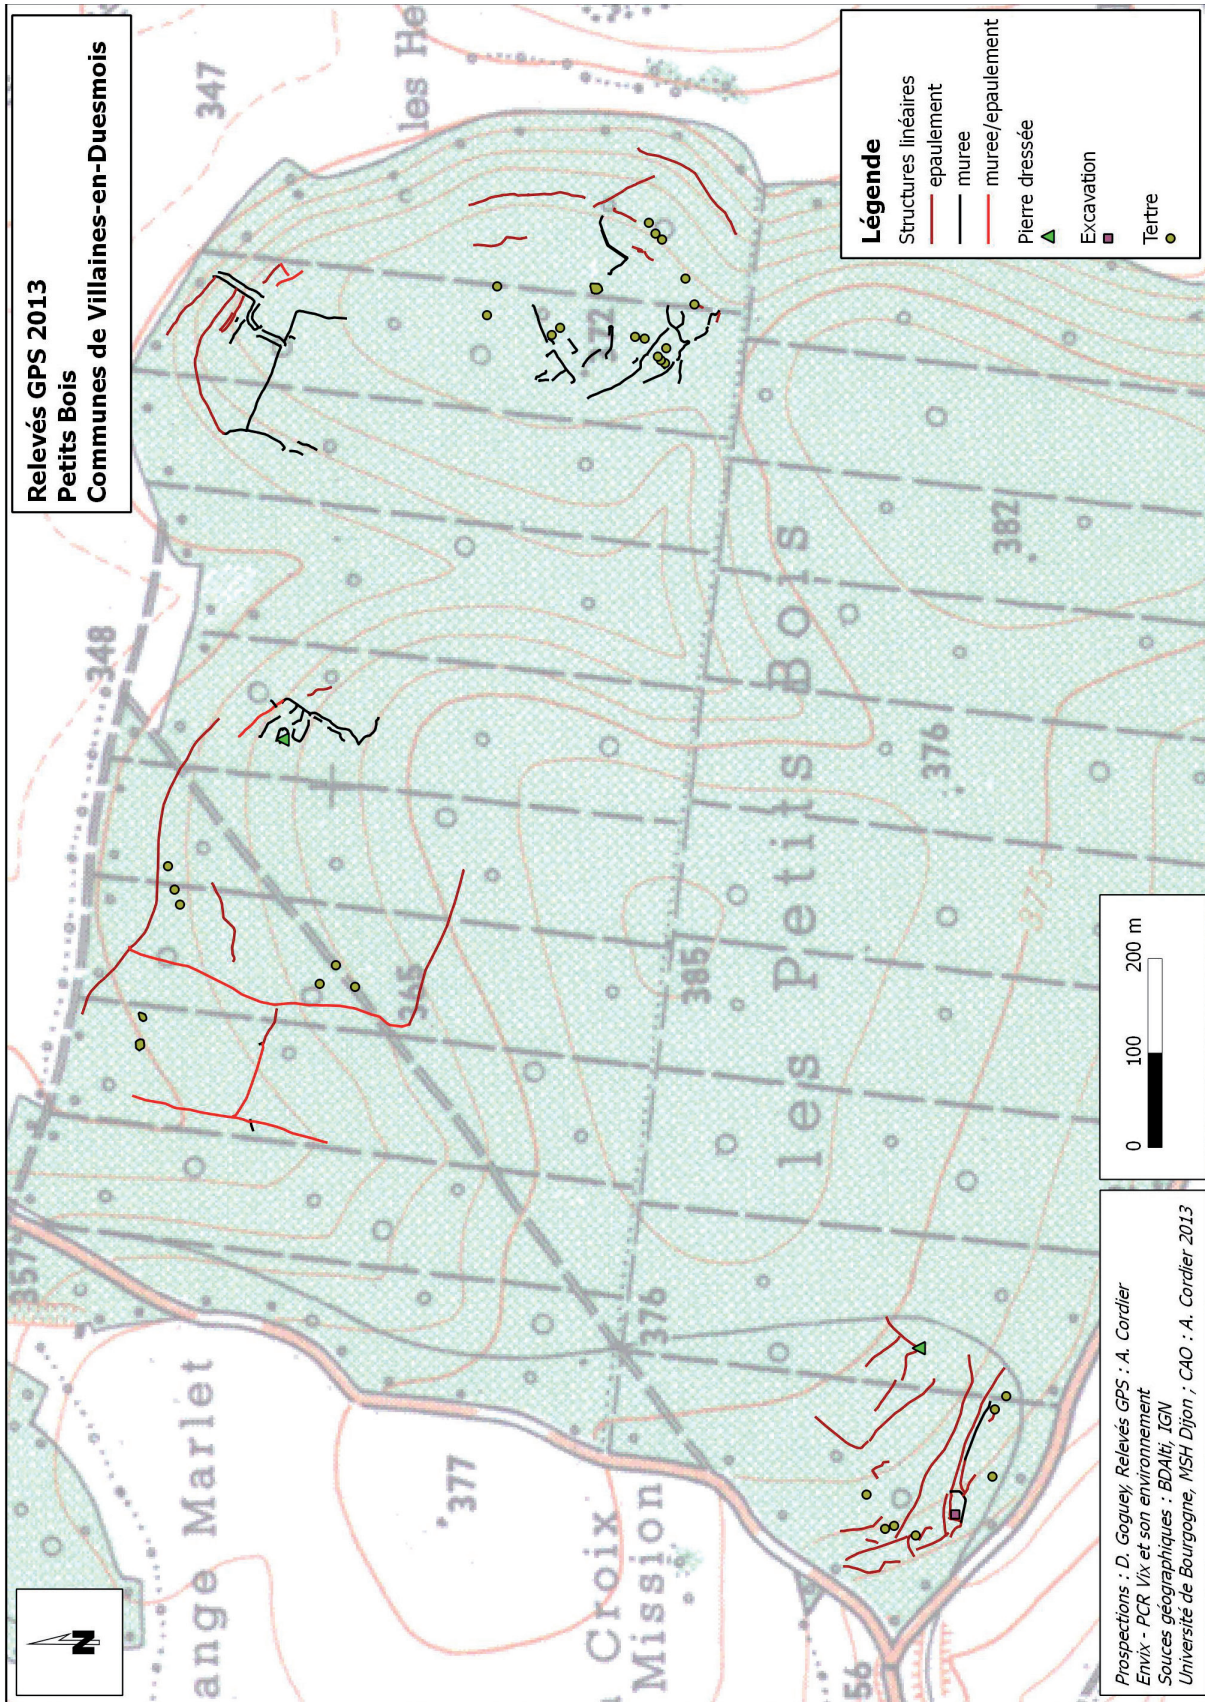 Relevés GPS 2013
Petits Bois
Communes de Villaines-en-Duesmois
N
ange Marlet
Croix
Mission
357
348
347
les He
377
376
365
385
372
376
382
375
56
les Petits Bois
Légende
Structures linéaires
epaulement
muree
muree/epaulement
Pierre dressée
Excavation
Tertre
0 100 200 m
Prospections : D. Goguey, Relevés GPS : A. Cordier
Envix - PCR Vix et son environnement
Souces géographiques : BDAlti, IGN
Université de Bourgogne, MSH Dijon ; CAO : A. Cordier 2013